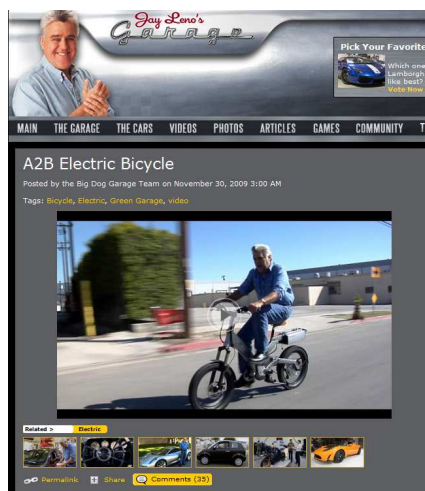 Jay Leno's
Garage
Pick Your Favorite
Which one
Lamborgh
like best?
Vote Now
MAIN THE GARAGE THE CARS VIDEOS PHOTOS ARTICLES GAMES COMMUNITY T
A2B Electric Bicycle
Posted by the Big Dog Garage Team on November 30, 2009 3:00 AM
Tags: Bicycle, Electric, Green Garage, video
Related > Electric
Permalink Share Comments (35)